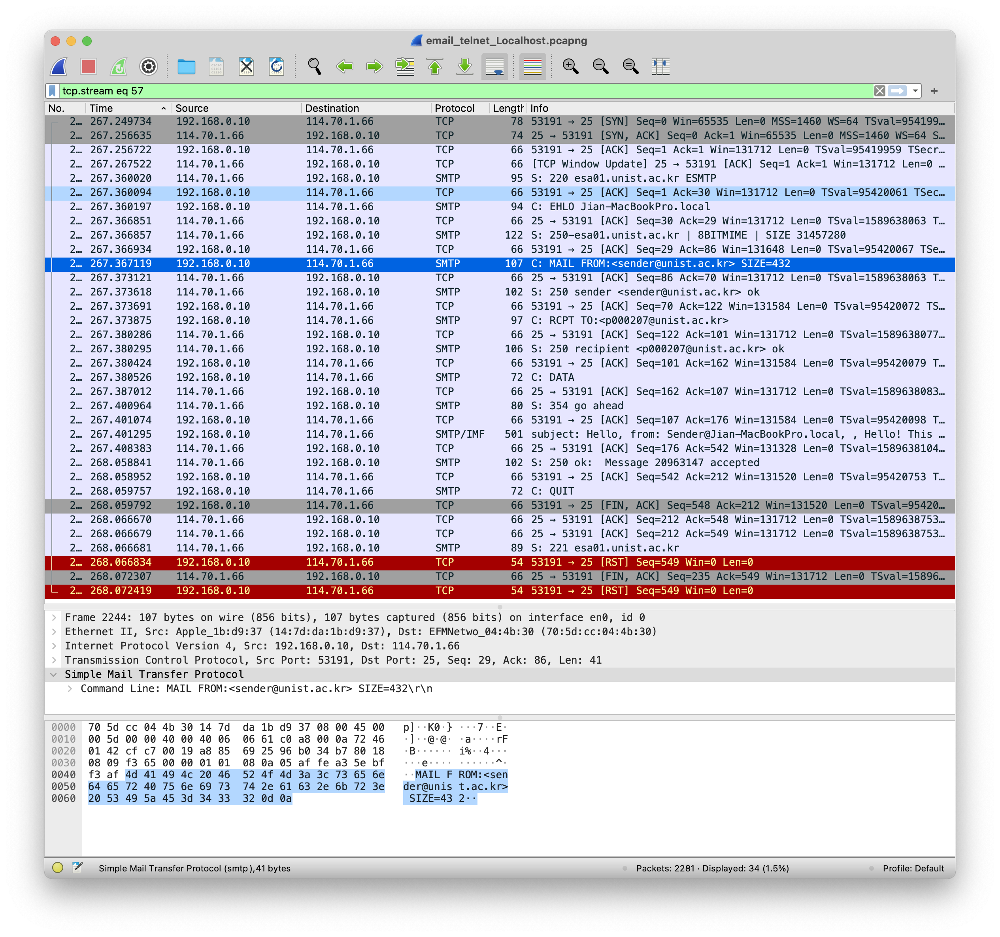 email_telnet_Localhost.pcapng
tcp.stream eq 57
No. Time Source Destination Protocol Length Info
2… 267.249734 192.168.0.10 114.70.1.66 TCP 78 53191 → 25 [SYN] Seq=0 Win=65535 Len=0 MSS=1460 WS=64 TSval=954199…
2… 267.256635 114.70.1.66 192.168.0.10 TCP 74 25 → 53191 [SYN, ACK] Seq=0 Ack=1 Win=65535 Len=0 MSS=1460 WS=64 S…
2… 267.256722 192.168.0.10 114.70.1.66 TCP 66 53191 → 25 [ACK] Seq=1 Ack=1 Win=131712 Len=0 TSval=95419959 TSecr…
2… 267.267522 114.70.1.66 192.168.0.10 TCP 66 [TCP Window Update] 25 → 53191 [ACK] Seq=1 Ack=1 Win=131712 Len=0 …
2… 267.360020 114.70.1.66 192.168.0.10 SMTP 95 S: 220 esa01.unist.ac.kr ESMTP
2… 267.360094 192.168.0.10 114.70.1.66 TCP 66 53191 → 25 [ACK] Seq=1 Ack=30 Win=131712 Len=0 TSval=95420061 TSec…
2… 267.360197 192.168.0.10 114.70.1.66 SMTP 94 C: EHLO Jian-MacBookPro.local
2… 267.366851 114.70.1.66 192.168.0.10 TCP 66 25 → 53191 [ACK] Seq=30 Ack=29 Win=131712 Len=0 TSval=1589638063 T…
2… 267.366857 114.70.1.66 192.168.0.10 SMTP 122 S: 250-esa01.unist.ac.kr | 8BITMIME | SIZE 31457280
2… 267.366934 192.168.0.10 114.70.1.66 TCP 66 53191 → 25 [ACK] Seq=29 Ack=86 Win=131648 Len=0 TSval=95420067 TSe…
2… 267.367119 192.168.0.10 114.70.1.66 SMTP 107 C: MAIL FROM:<sender@unist.ac.kr> SIZE=432
2… 267.373121 114.70.1.66 192.168.0.10 TCP 66 25 → 53191 [ACK] Seq=86 Ack=70 Win=131712 Len=0 TSval=1589638063 T…
2… 267.373618 114.70.1.66 192.168.0.10 SMTP 102 S: 250 sender <sender@unist.ac.kr> ok
2… 267.373691 192.168.0.10 114.70.1.66 TCP 66 53191 → 25 [ACK] Seq=70 Ack=122 Win=131584 Len=0 TSval=95420072 TS…
2… 267.373875 192.168.0.10 114.70.1.66 SMTP 97 C: RCPT TO:<p000207@unist.ac.kr>
2… 267.380286 114.70.1.66 192.168.0.10 TCP 66 25 → 53191 [ACK] Seq=122 Ack=101 Win=131712 Len=0 TSval=1589638077…
2… 267.380295 114.70.1.66 192.168.0.10 SMTP 106 S: 250 recipient <p000207@unist.ac.kr> ok
2… 267.380424 192.168.0.10 114.70.1.66 TCP 66 53191 → 25 [ACK] Seq=101 Ack=162 Win=131584 Len=0 TSval=95420079 T…
2… 267.380526 192.168.0.10 114.70.1.66 SMTP 72 C: DATA
2… 267.387012 114.70.1.66 192.168.0.10 TCP 66 25 → 53191 [ACK] Seq=162 Ack=107 Win=131712 Len=0 TSval=1589638083…
2… 267.400964 114.70.1.66 192.168.0.10 SMTP 80 S: 354 go ahead
2… 267.401074 192.168.0.10 114.70.1.66 TCP 66 53191 → 25 [ACK] Seq=107 Ack=176 Win=131584 Len=0 TSval=95420098 T…
2… 267.401295 192.168.0.10 114.70.1.66 SMTP/IMF 501 subject: Hello, from: Sender@Jian-MacBookPro.local, , Hello! This …
2… 267.408383 114.70.1.66 192.168.0.10 TCP 66 25 → 53191 [ACK] Seq=176 Ack=542 Win=131328 Len=0 TSval=1589638104…
2… 268.058841 114.70.1.66 192.168.0.10 SMTP 102 S: 250 ok:  Message 20963147 accepted
2… 268.058952 192.168.0.10 114.70.1.66 TCP 66 53191 → 25 [ACK] Seq=542 Ack=212 Win=131520 Len=0 TSval=95420753 T…
2… 268.059757 192.168.0.10 114.70.1.66 SMTP 72 C: QUIT
2… 268.059792 192.168.0.10 114.70.1.66 TCP 66 53191 → 25 [FIN, ACK] Seq=548 Ack=212 Win=131520 Len=0 TSval=95420…
2… 268.066670 114.70.1.66 192.168.0.10 TCP 66 25 → 53191 [ACK] Seq=212 Ack=548 Win=131712 Len=0 TSval=1589638753…
2… 268.066679 114.70.1.66 192.168.0.10 TCP 66 25 → 53191 [ACK] Seq=212 Ack=549 Win=131712 Len=0 TSval=1589638753…
2… 268.066681 114.70.1.66 192.168.0.10 SMTP 89 S: 221 esa01.unist.ac.kr
2… 268.066834 192.168.0.10 114.70.1.66 TCP 54 53191 → 25 [RST] Seq=549 Win=0 Len=0
2… 268.072307 114.70.1.66 192.168.0.10 TCP 66 25 → 53191 [FIN, ACK] Seq=235 Ack=549 Win=131712 Len=0 TSval=15896…
2… 268.072419 192.168.0.10 114.70.1.66 TCP 54 53191 → 25 [RST] Seq=549 Win=0 Len=0
Frame 2244: 107 bytes on wire (856 bits), 107 bytes captured (856 bits) on interface en0, id 0
Ethernet II, Src: Apple_1b:d9:37 (14:7d:da:1b:d9:37), Dst: EFMNetwo_04:4b:30 (70:5d:cc:04:4b:30)
Internet Protocol Version 4, Src: 192.168.0.10, Dst: 114.70.1.66
Transmission Control Protocol, Src Port: 53191, Dst Port: 25, Seq: 29, Ack: 86, Len: 41
Simple Mail Transfer Protocol
Command Line: MAIL FROM:<sender@unist.ac.kr> SIZE=432\r\n
0000 70 5d cc 04 4b 30 14 7d da 1b d9 37 08 00 45 00 p]··K0·} ···7··E·
0010 00 5d 00 00 40 00 40 06 06 61 c0 a8 00 0a 72 46 ·]··@·@· ·a····rF
0020 01 42 cf c7 00 19 a8 85 69 25 96 b0 34 b7 80 18 ·B······ i%··4···
0030 08 09 f3 65 00 00 01 01 08 0a 05 af fe a3 5e bf ···e···· ······^·
0040 f3 af 4d 41 49 4c 20 46 52 4f 4d 3a 3c 73 65 6e ··MAIL F ROM:<sen
0050 64 65 72 40 75 6e 69 73 74 2e 61 63 2e 6b 72 3e der@unis t.ac.kr>
0060 20 53 49 5a 45 3d 34 33 32 0d 0a SIZE=43 2··
Simple Mail Transfer Protocol (smtp), 41 bytes Packets: 2281 · Displayed: 34 (1.5%) Profile: Default